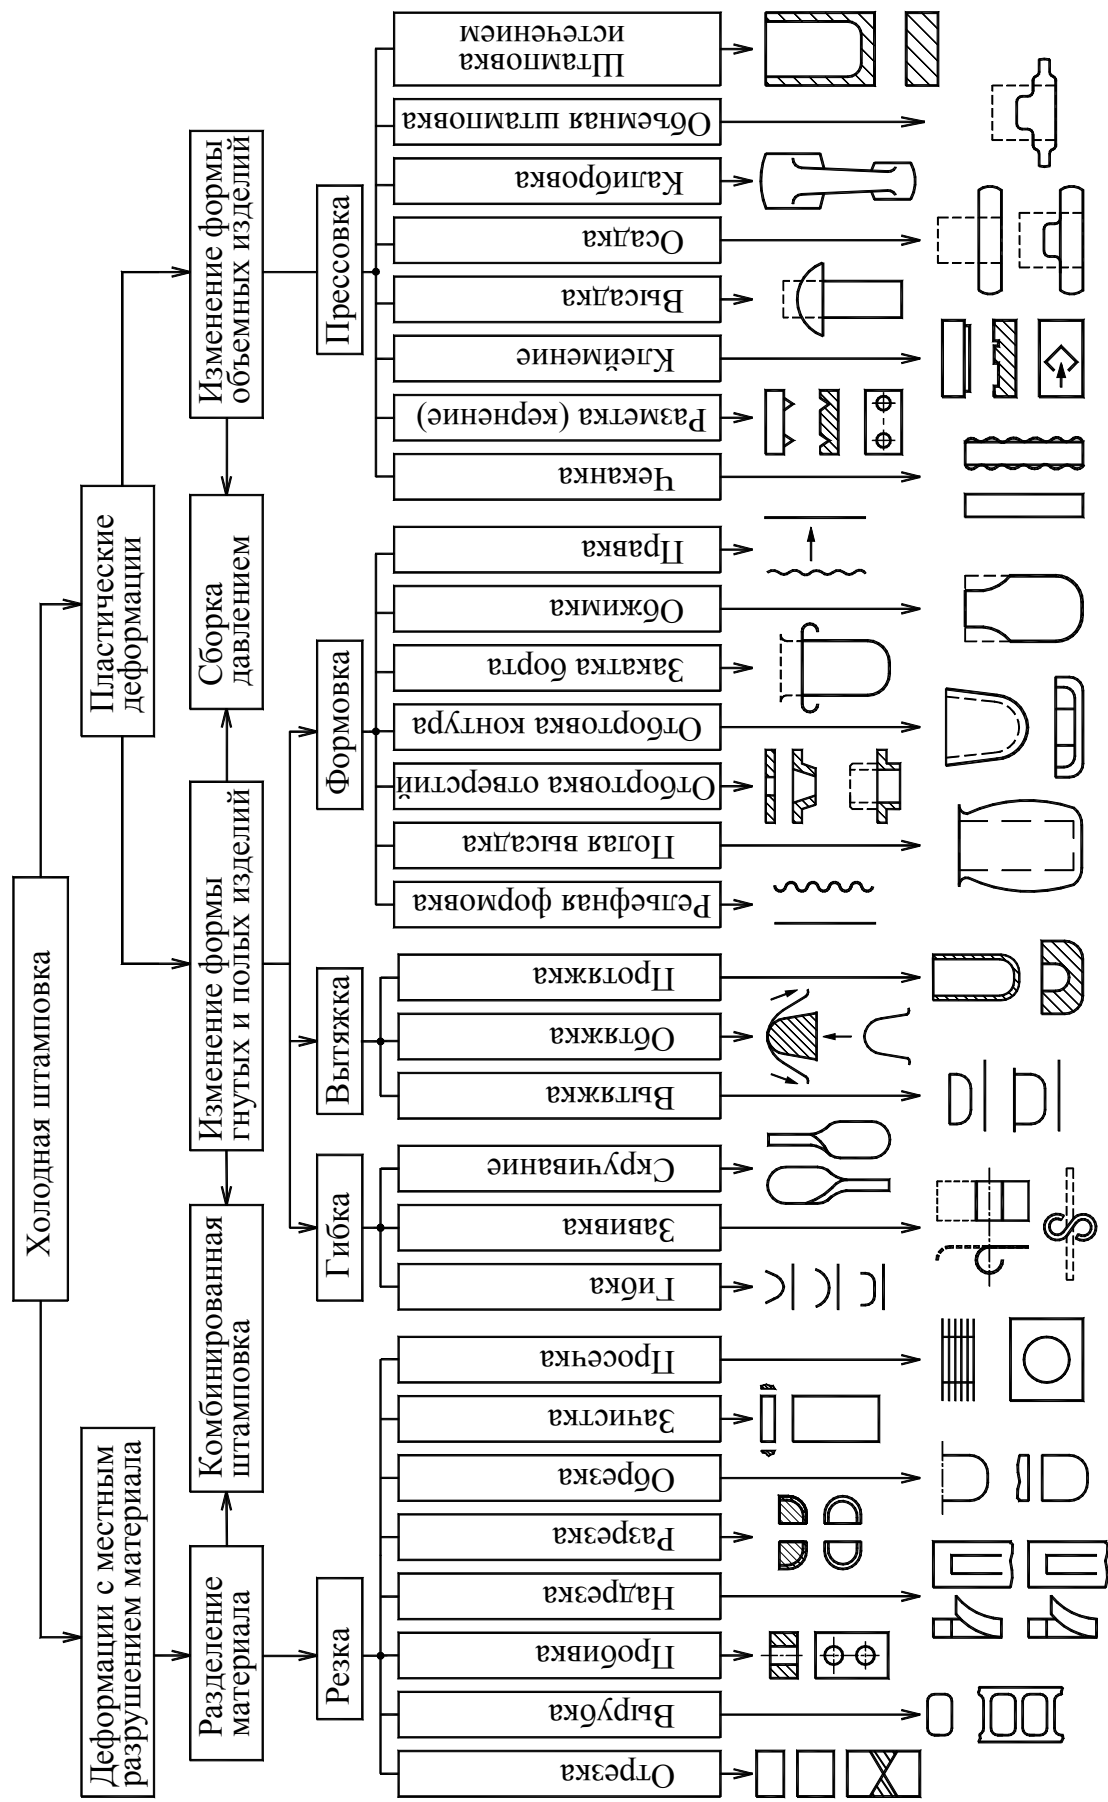 Холодная штамповка
Деформации с местным
разрушением материала
Пластические
деформации
Разделение
материала
Комбинированная
штамповка
Изменение формы
гнутых и полых изделий
Сборка
давлением
Изменение формы
объемных изделий
Резка
Гибка
Вытяжка
Формовка
Прессовка
Отрезка
Вырубка
Пробивка
Надрезка
Разрезка
Обрезка
Зачистка
Просечка
Гибка
Завивка
Скручивание
Вытяжка
Обтяжка
Протяжка
Рельефная формовка
Полая высадка
Отбортовка отверстий
Отбортовка контура
Закатка борта
Обжимка
Правка
Чеканка
Разметка (кернение)
Клеймение
Высадка
Осадка
Калибровка
Объемная штамповка
Штамповка
истечением